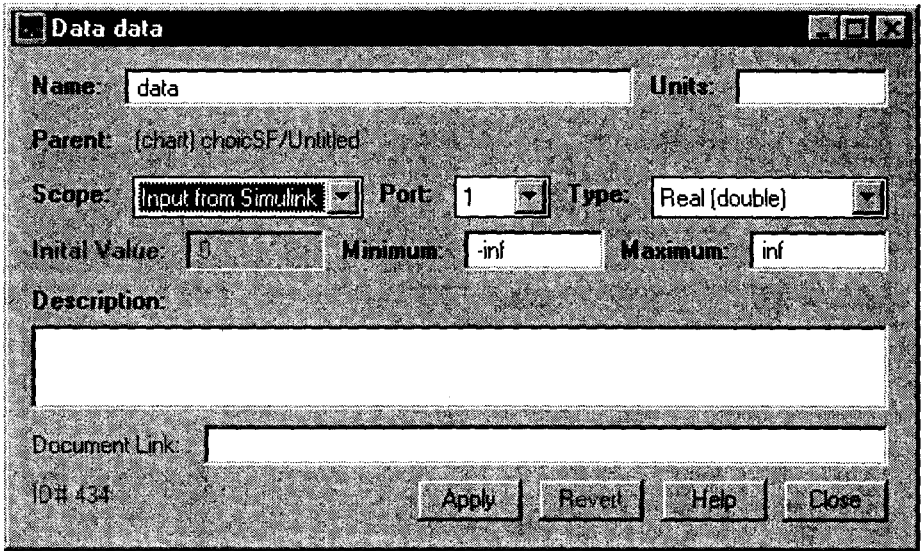 Data data
Name: data Units:
Parent: (chart) choicSF/Untitled
Scope: Input from Simulink Port: 1 Type: Real (double)
Inital Value: 0 Minimum: -inf Maximum: inf
Description:
Document Link:
ID# 434 Apply Revert Help Close